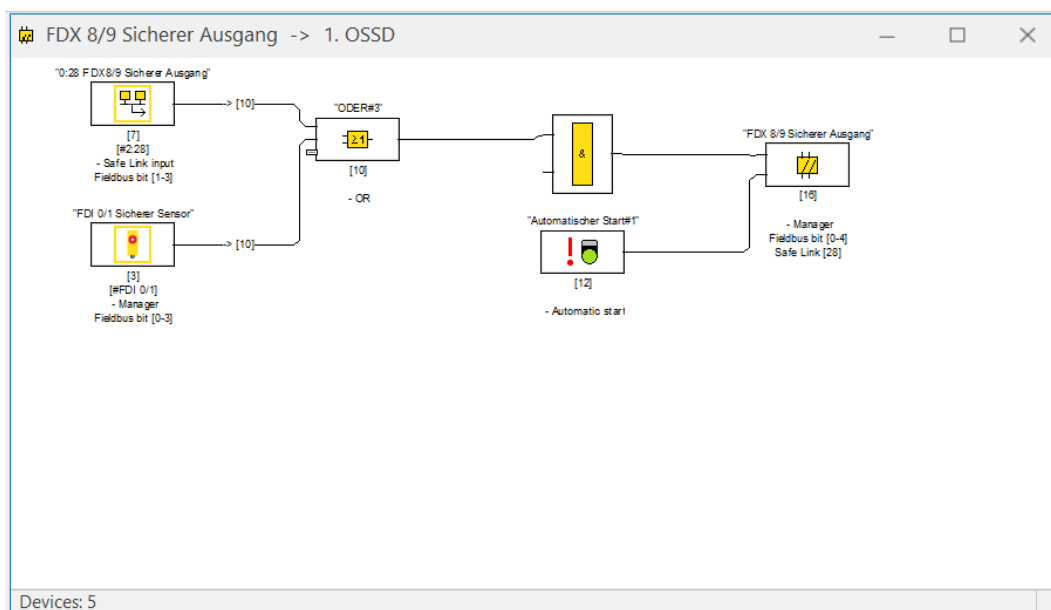 FDX 8/9 Sicherer Ausgang -> 1. OSSD
"0:28 FDX8/9 Sicherer Ausgang"
-> [10]
[7]
[#2:28]
- Safe Link input
Fieldbus bit [1-3]
"ODER#3"
≥1
[10]
- OR
&
"FDX 8/9 Sicherer Ausgang"
[16]
- Manager
Fieldbus bit [0-4]
Safe Link [28]
"FDI 0/1 Sicherer Sensor"
-> [10]
[3]
[#FDI 0/1]
- Manager
Fieldbus bit [0-3]
"Automatischer Start#1"
[12]
- Automatic start
Devices: 5